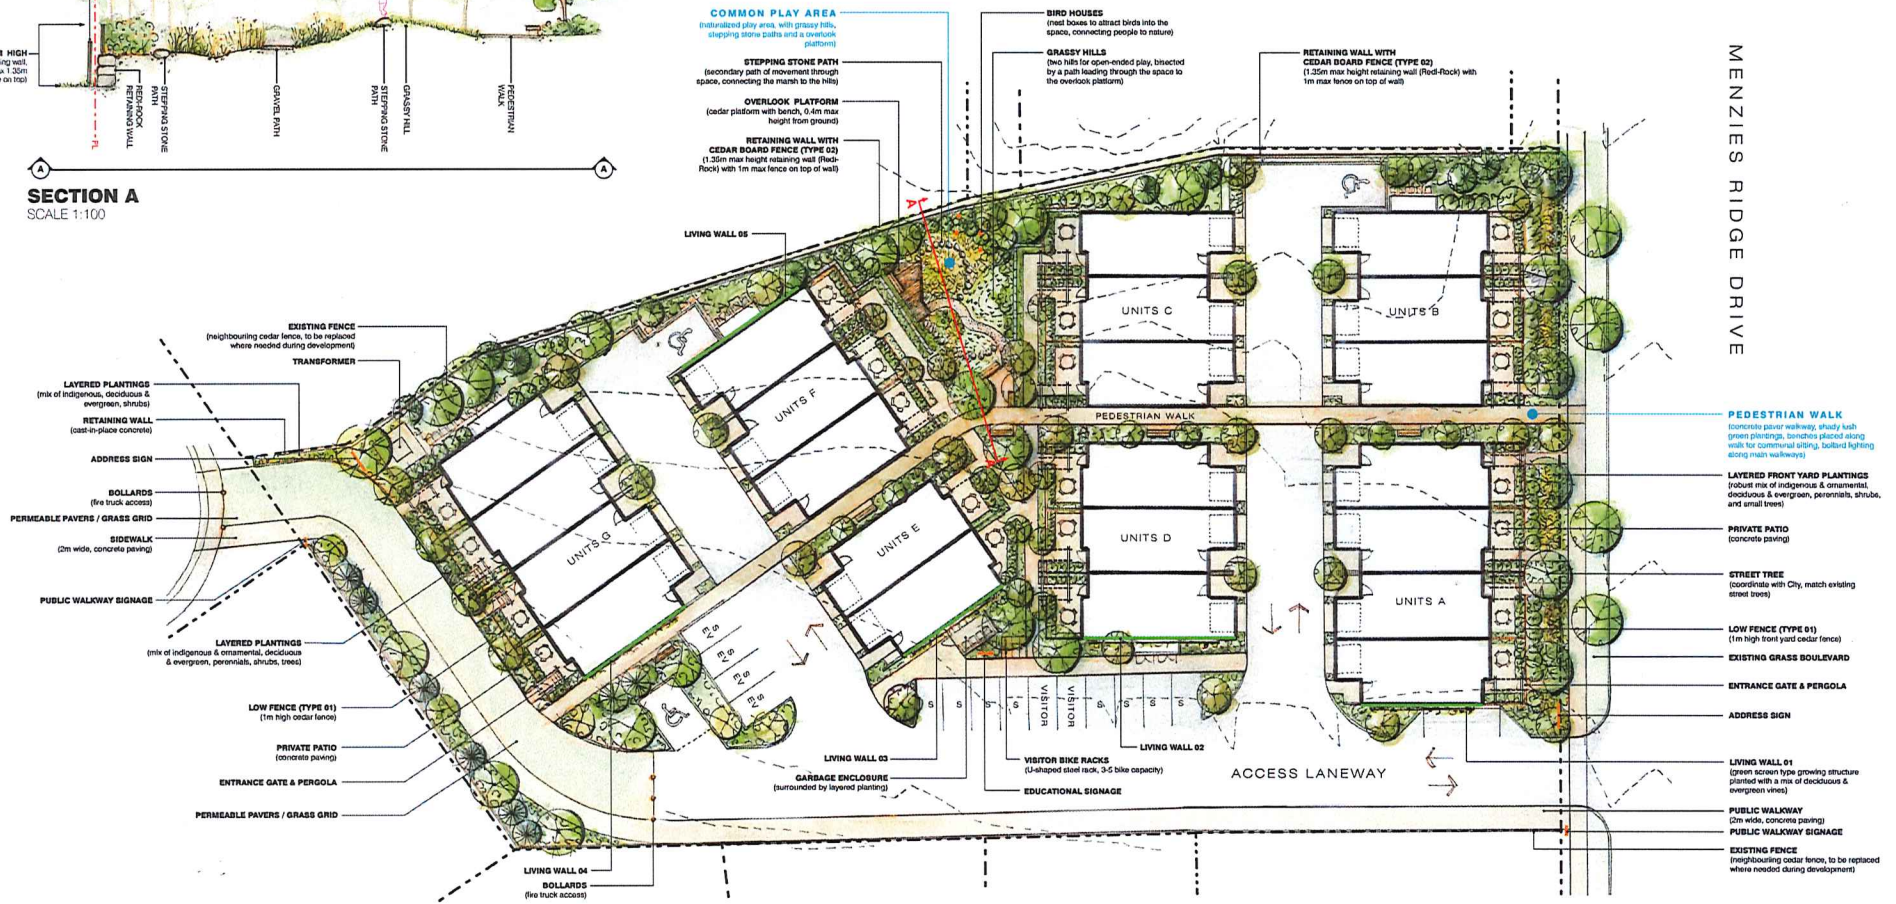 HIGH
ing wall,
x 1.35m
on top)
PL
REDI-ROCK
RETAINING WALL
STEPPING STONE
PATH
GRAVEL PATH
STEPPING STONE
PATH
GRASSY HILL
PEDESTRIAN
WALK
A
A
SECTION A
SCALE 1:100
COMMON PLAY AREA
(naturalized play area, with grassy hills,
stepping stone paths and a overlook
platform)
STEPPING STONE PATH
(secondary path of movement through
space, connecting the marsh to the hills)
OVERLOOK PLATFORM
(cedar platform with bench, 0.4m max
height from ground)
RETAINING WALL WITH
CEDAR BOARD FENCE (TYPE 02)
(1.35m max height retaining wall (Redi-
Rock) with 1m max fence on top of wall)
LIVING WALL 05
BIRD HOUSES
(nest boxes to attract birds into the
space, connecting people to nature)
GRASSY HILLS
(two hills for open-ended play, bisected
by a path leading through the space to
the overlook platform)
RETAINING WALL WITH
CEDAR BOARD FENCE (TYPE 02)
(1.35m max height retaining wall (Redi-Rock) with
1m max fence on top of wall)
MENZIES RIDGE DRIVE
EXISTING FENCE
(neighbouring cedar fence, to be replaced
where needed during development)
TRANSFORMER
LAYERED PLANTINGS
(mix of indigenous, deciduous &
evergreen, shrubs)
RETAINING WALL
(cast-in-place concrete)
ADDRESS SIGN
BOLLARDS
(fire truck access)
PERMEABLE PAVERS / GRASS GRID
SIDEWALK
(2m wide, concrete paving)
PUBLIC WALKWAY SIGNAGE
LAYERED PLANTINGS
(mix of indigenous & ornamental, deciduous
& evergreen, perennials, shrubs, trees)
LOW FENCE (TYPE 01)
(1m high cedar fence)
PRIVATE PATIO
(concrete paving)
ENTRANCE GATE & PERGOLA
PERMEABLE PAVERS / GRASS GRID
LIVING WALL 04
BOLLARDS
(fire truck access)
A
A
UNITS C
UNITS B
UNITS F
PEDESTRIAN WALK
UNITS G
UNITS E
UNITS D
UNITS A
S EV
S EV
S EV
S EV
S
S
S
S
VISITOR
VISITOR
S
S
S
S
LIVING WALL 03
GARBAGE ENCLOSURE
(surrounded by layered planting)
LIVING WALL 02
VISITOR BIKE RACKS
(U-shaped steel rack, 3-5 bike capacity)
EDUCATIONAL SIGNAGE
ACCESS LANEWAY
PEDESTRIAN WALK
(concrete paver walkway, shady lush
green plantings, benches placed along
walk for communal sitting, bollard lighting
along main walkways)
LAYERED FRONT YARD PLANTINGS
(robust mix of indigenous & ornamental,
deciduous & evergreen, perennials, shrubs,
and small trees)
PRIVATE PATIO
(concrete paving)
STREET TREE
(coordinate with City, match existing
street trees)
LOW FENCE (TYPE 01)
(1m high front yard cedar fence)
EXISTING GRASS BOULEVARD
ENTRANCE GATE & PERGOLA
ADDRESS SIGN
LIVING WALL 01
(green screen type growing structure
planted with a mix of deciduous &
evergreen vines)
PUBLIC WALKWAY
(2m wide, concrete paving)
PUBLIC WALKWAY SIGNAGE
EXISTING FENCE
(neighbouring cedar fence, to be replaced
where needed during development)